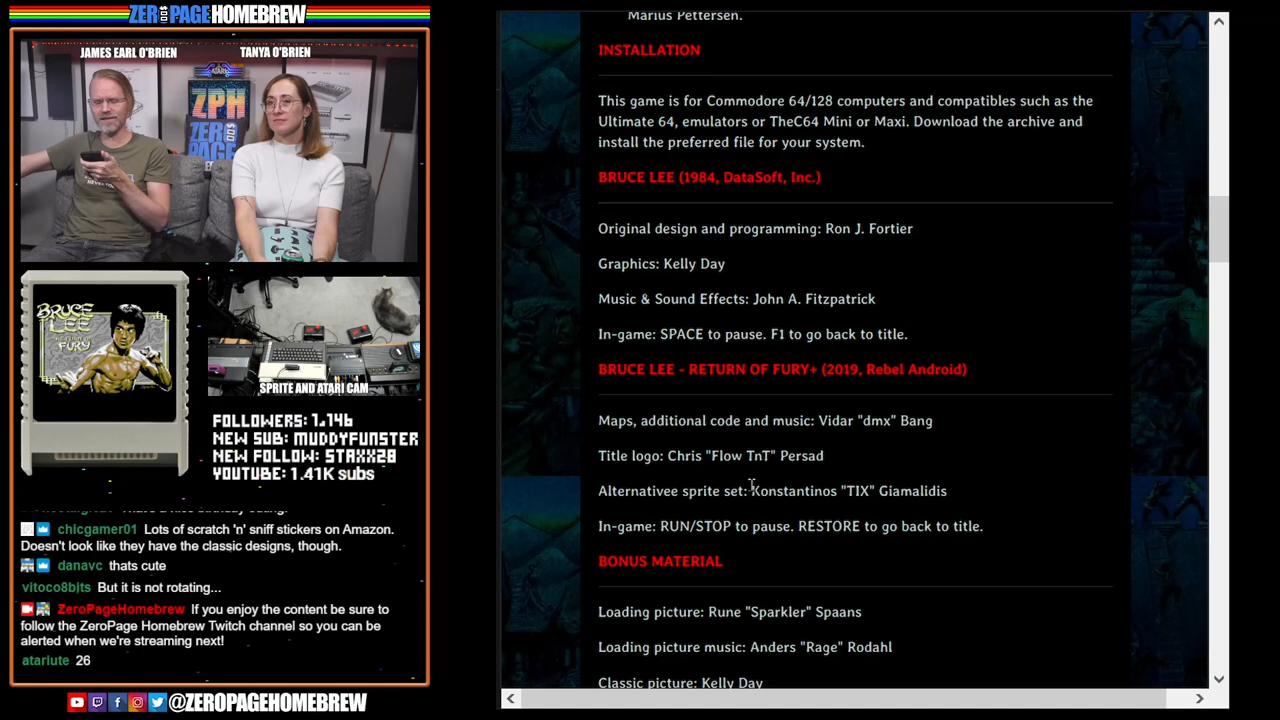 ZEROPAGE HOMEBREW
JAMES EARL O'BRIEN
TANYA O'BRIEN
ATARI
ZPH
ZERO
PAGE
BRUCE
LEE
RETURN OF
FURY
SPRITE AND ATARI CAM
FOLLOWERS: 1,146
NEW SUB: MUDDYFUNSTER
NEW FOLLOW: STAXX28
YOUTUBE: 1.41K subs
chicgamer01 Lots of scratch 'n' sniff stickers on Amazon.
Doesn't look like they have the classic designs, though.
danavc thats cute
vitoco8bits But it is not rotating...
ZeroPageHomebrew If you enjoy the content be sure to
follow the ZeroPage Homebrew Twitch channel so you can be
alerted when we're streaming next!
atariute 26
@ZEROPAGEHOMEBREW
Marius Pettersen.
INSTALLATION
This game is for Commodore 64/128 computers and compatibles such as the
Ultimate 64, emulators or TheC64 Mini or Maxi. Download the archive and
install the preferred file for your system.
BRUCE LEE (1984, DataSoft, Inc.)
Original design and programming: Ron J. Fortier
Graphics: Kelly Day
Music & Sound Effects: John A. Fitzpatrick
In-game: SPACE to pause. F1 to go back to title.
BRUCE LEE - RETURN OF FURY+ (2019, Rebel Android)
Maps, additional code and music: Vidar "dmx" Bang
Title logo: Chris "Flow TnT" Persad
Alternativee sprite set: Konstantinos "TIX" Giamalidis
In-game: RUN/STOP to pause. RESTORE to go back to title.
BONUS MATERIAL
Loading picture: Rune "Sparkler" Spaans
Loading picture music: Anders "Rage" Rodahl
Classic picture: Kelly Day